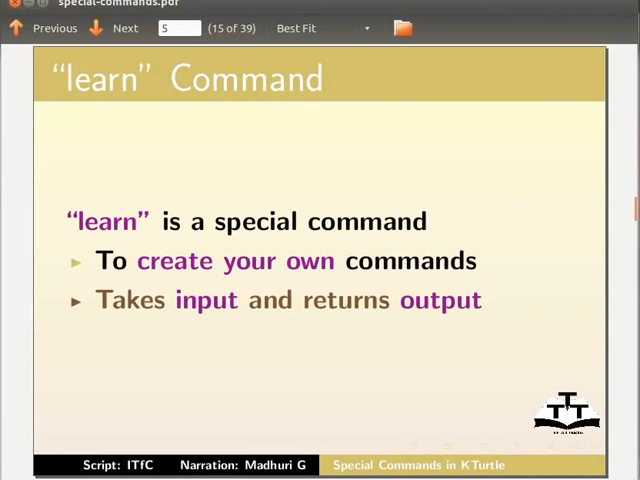 special-commands.pdf
Previous Next 5 (15 of 39) Best Fit
“learn” Command
“learn” is a special command
To create your own commands
Takes input and returns output
TTT
Script: ITfC Narration: Madhuri G Special Commands in KTurtle